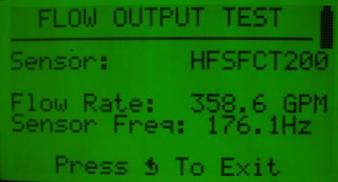 FLOW OUTPUT TEST
Sensor: HFSFCT200
Flow Rate: 358.6 GPM
Sensor Freq: 176.1Hz
Press ↰ To Exit